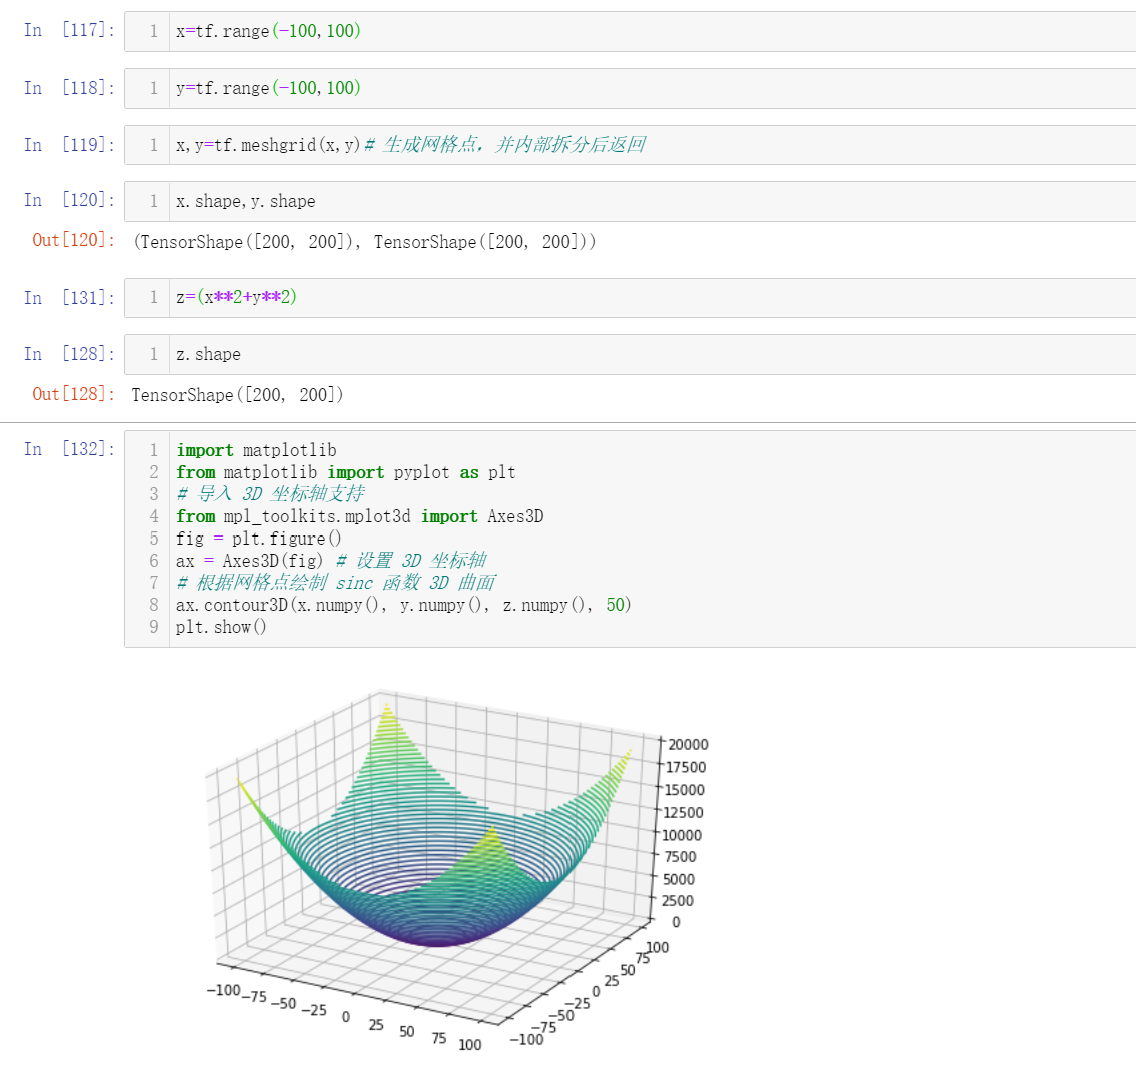 In [117]: 1 x=tf.range(-100,100)
In [118]: 1 y=tf.range(-100,100)
In [119]: 1 x,y=tf.meshgrid(x,y)# 生成网格点，并内部拆分后返回
In [120]: 1 x.shape,y.shape
Out[120]: (TensorShape([200, 200]), TensorShape([200, 200]))
In [131]: 1 z=(x**2+y**2)
In [128]: 1 z.shape
Out[128]: TensorShape([200, 200])
In [132]: 1 import matplotlib
2 from matplotlib import pyplot as plt
3 # 导入 3D 坐标轴支持
4 from mpl_toolkits.mplot3d import Axes3D
5 fig = plt.figure()
6 ax = Axes3D(fig) # 设置 3D 坐标轴
7 # 根据网格点绘制 sinc 函数 3D 曲面
8 ax.contour3D(x.numpy(), y.numpy(), z.numpy(), 50)
9 plt.show()
20000
17500
15000
12500
10000
7500
5000
2500
0
100
75
50
25
0
−25
−50
−75
−100
−100
−75
−50
−25
0
25
50
75
100